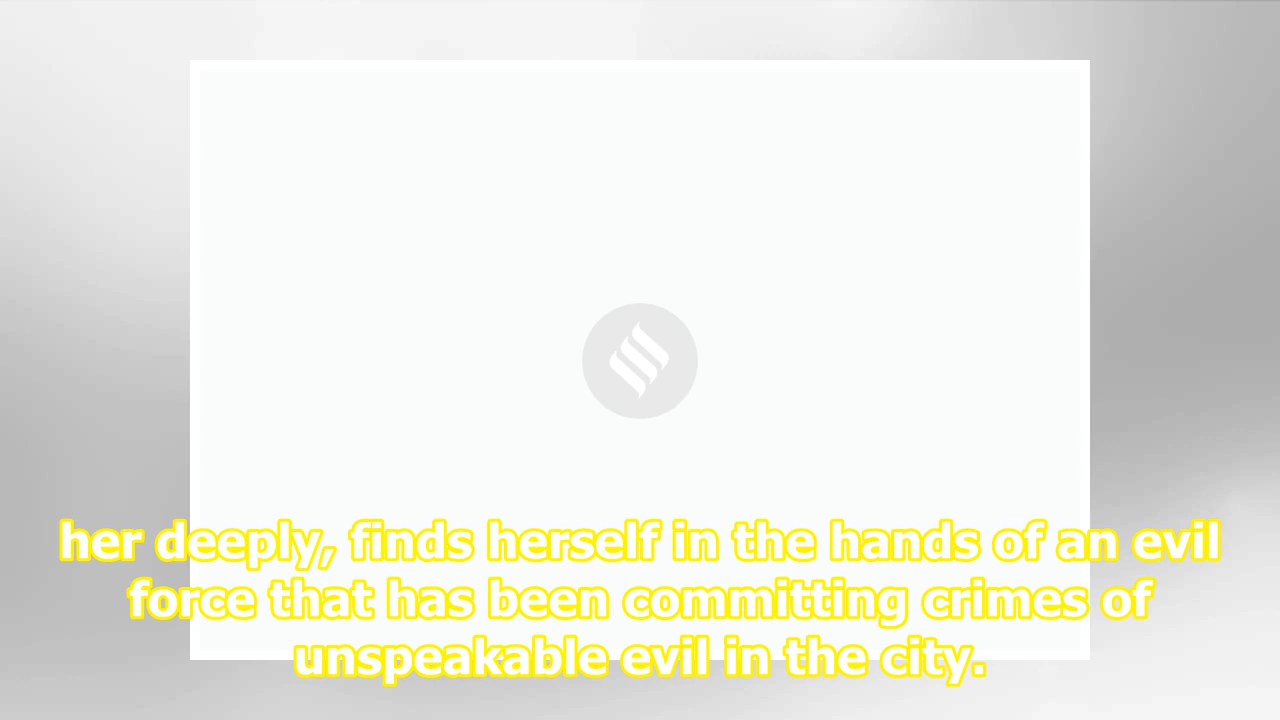 her deeply, finds herself in the hands of an evil
force that has been committing crimes of
unspeakable evil in the city.